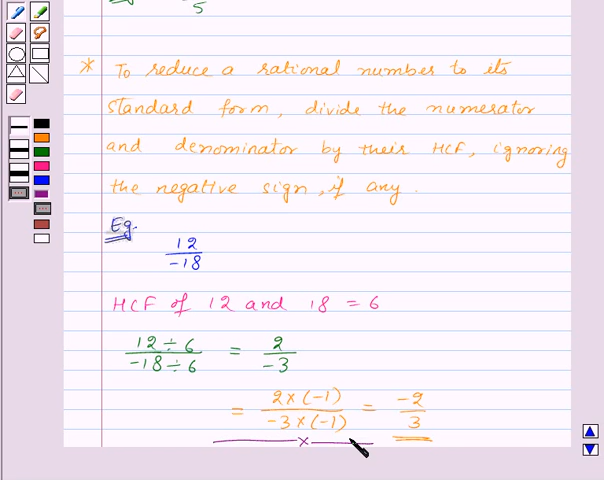 5
* To reduce a rational number to its
standard form, divide the numerator
and denominator by their HCF, ignoring
the negative sign, if any.
Eg.
12
-18
HCF of 12 and 18 = 6
12 ÷ 6 / -18 ÷ 6 = 2 / -3
= 2 × (-1) / -3 × (-1) = -2 / 3
x